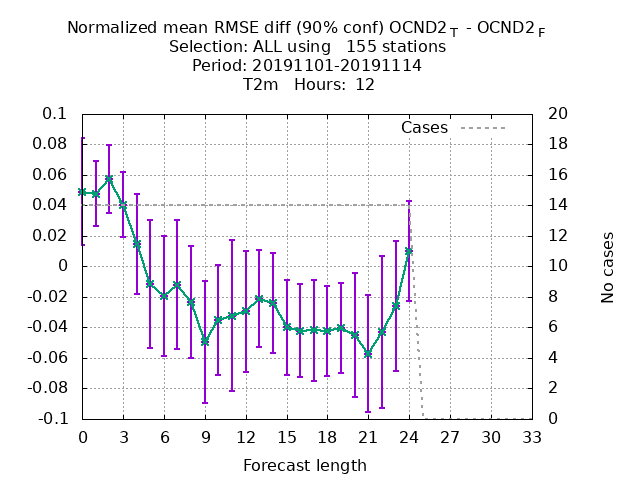 Normalized mean RMSE diff (90% conf) OCND2 T - OCND2 F
Selection: ALL using 155 stations
Period: 20191101-20191114
T2m Hours: 12
Cases
0.1
0.08
0.06
0.04
0.02
0
-0.02
-0.04
-0.06
-0.08
-0.1
20
18
16
14
12
10
8
6
4
2
0
No cases
0 3 6 9 12 15 18 21 24 27 30 33
Forecast length